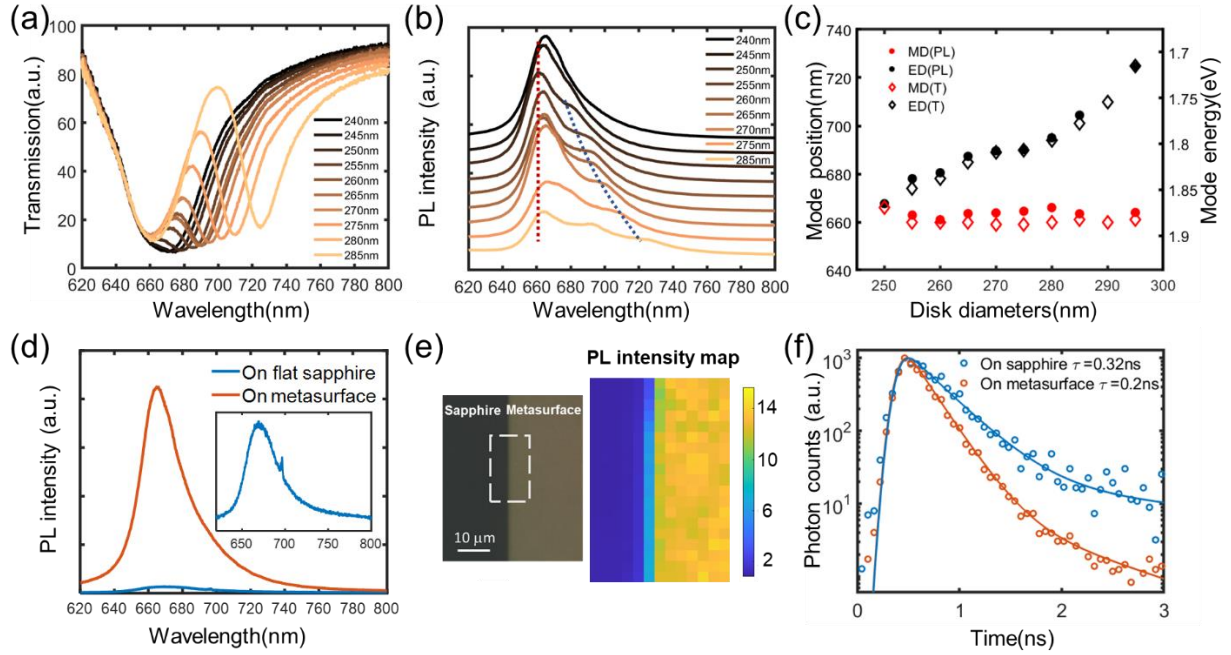 (a)
Transmission(a.u.)
100
80
60
40
20
0
620 640 660 680 700 720 740 760 780 800
Wavelength(nm)
240nm
245nm
250nm
255nm
260nm
265nm
270nm
275nm
280nm
285nm
(b)
PL intensity (a.u.)
620 640 660 680 700 720 740 760 780 800
Wavelength(nm)
240nm
245nm
250nm
255nm
260nm
265nm
270nm
275nm
285nm
(c)
Mode position(nm)
740
720
700
680
660
640
MD(PL)
ED(PL)
MD(T)
ED(T)
250 260 270 280 290 300
Disk diameters(nm)
1.7
1.75
1.8
1.85
1.9
Mode energy(eV)
(d)
PL intensity (a.u.)
On flat sapphire
On metasurface
650 700 750 800
620 640 660 680 700 720 740 760 780 800
Wavelength(nm)
(e)
PL intensity map
Sapphire Metasurface
10 μm
14
10
8
6
4
2
(f)
Photon counts (a.u.)
10³
10²
10¹
On sapphire τ=0.32ns
On metasurface τ=0.2ns
0 1 2 3
Time(ns)